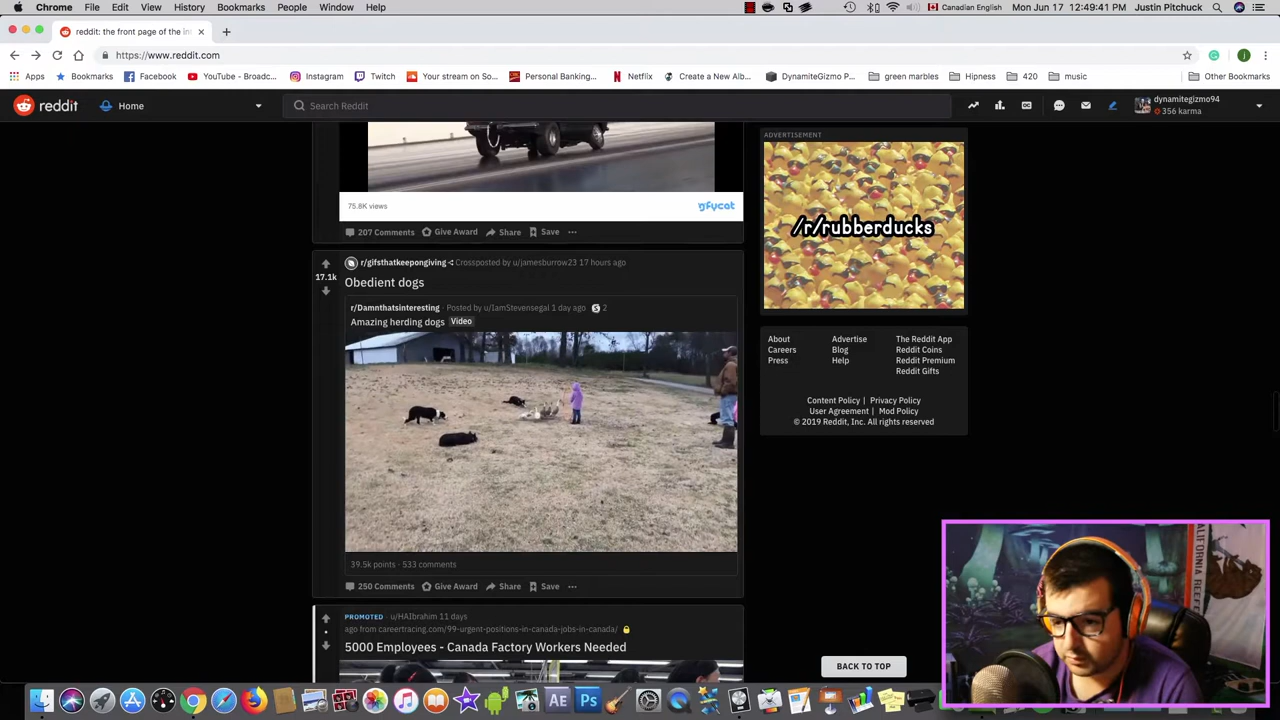 Chrome File Edit View History Bookmarks People Window Help Canadian English Mon Jun 17 12:49:41 AM Justin Pitchuck
reddit: the front page of the in
https://www.reddit.com
Apps Bookmarks Facebook YouTube - Broadc... Instagram Twitch Your stream on So... Personal Banking... Netflix Create a New Alb... DynamiteGizmo P... green marbles Hipness 420 music Other Bookmarks
reddit Home Search Reddit dynamitegizmo94
356 karma
ADVERTISEMENT
/r/rubberducks
75.8K views gfycat
207 Comments Give Award Share Save
r/gifsthatkeepongiving Crossposted by u/jamesburrow23 17 hours ago
17.1k
Obedient dogs
r/Damnthatsinteresting · Posted by u/IamStevensegal 1 day ago 2
Amazing herding dogs Video
39.5k points · 533 comments
250 Comments Give Award Share Save
About Advertise The Reddit App
Careers Blog Reddit Coins
Press Help Reddit Premium
Reddit Gifts
Content Policy | Privacy Policy
User Agreement | Mod Policy
© 2019 Reddit, Inc. All rights reserved
PROMOTED · u/HAIbrahim 11 days
ago from careertracing.com/99-urgent-positions-in-canada-jobs-in-canada/
5000 Employees - Canada Factory Workers Needed
BACK TO TOP
AE Ps